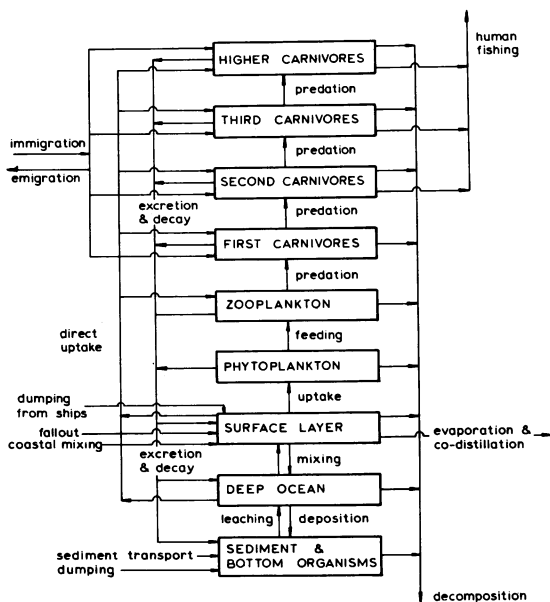 human
fishing
HIGHER CARNIVORES
predation
THIRD CARNIVORES
immigration
predation
emigration
SECOND CARNIVORES
excretion
& decay
predation
FIRST CARNIVORES
predation
ZOOPLANKTON
direct
uptake
feeding
PHYTOPLANKTON
dumping
from ships
uptake
fallout
coastal mixing
SURFACE LAYER
evaporation &
co-distillation
excretion
& decay
mixing
DEEP OCEAN
leaching
deposition
sediment transport
dumping
SEDIMENT &
BOTTOM ORGANISMS
decomposition